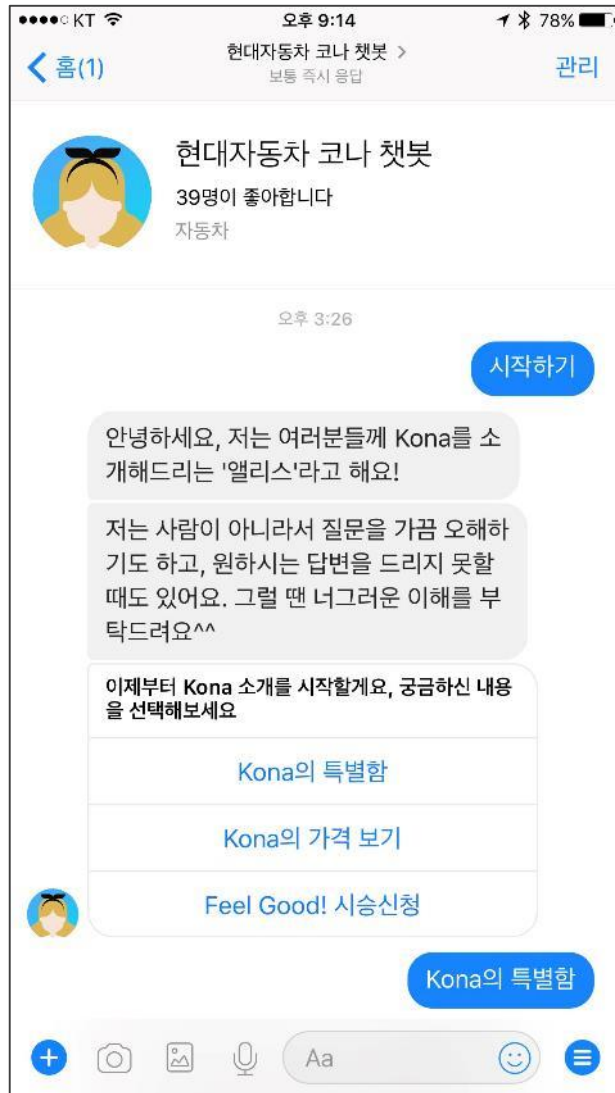 KT 오후 9:14 78%
홈(1) 현대자동차 코나 챗봇 > 관리
보통 즉시 응답
현대자동차 코나 챗봇
39명이 좋아합니다
자동차
오후 3:26
시작하기
안녕하세요, 저는 여러분들께 Kona를 소
개해드리는 '앨리스'라고 해요!
저는 사람이 아니라서 질문을 가끔 오해하
기도 하고, 원하시는 답변을 드리지 못할
때도 있어요. 그럴 땐 너그러운 이해를 부
탁드려요^^
이제부터 Kona 소개를 시작할게요, 궁금하신 내용
을 선택해보세요
Kona의 특별함
Kona의 가격 보기
Feel Good! 시승신청
Kona의 특별함
Aa